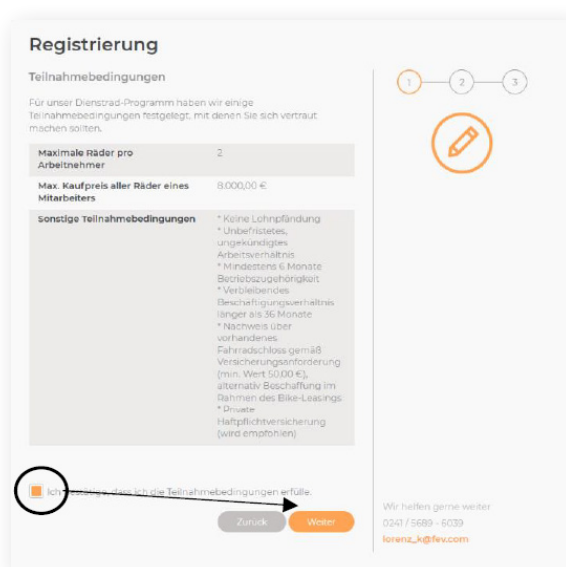 Registrierung
Teilnahmebedingungen
Für unser Dienstrad-Programm haben wir einige
Teilnahmebedingungen festgelegt, mit denen Sie sich vertraut
machen sollten.
Maximale Räder pro
Arbeitnehmer
2
Max. Kaufpreis aller Räder eines
Mitarbeiters
8.000,00 €
Sonstige Teilnahmebedingungen
* Keine Lohnpfändung
* Unbefristetes,
ungekündigtes
Arbeitsverhältnis
* Mindestens 6 Monate
Betriebszugehörigkeit
* Verbleibendes
Beschäftigungsverhältnis
länger als 36 Monate
* Nachweis über
vorhandenes
Fahrradschloss gemäß
Versicherungsanforderung
(min. Wert 50,00 €),
alternativ Beschaffung im
Rahmen des Bike-Leasings
* Private
Haftpflichtversicherung
(wird empfohlen)
Ich bestätige, dass ich die Teilnahmebedingungen erfülle.
Zurück
Weiter
1
2
3
Wir helfen gerne weiter
0241 / 5689 - 6039
lorenz_k@fev.com